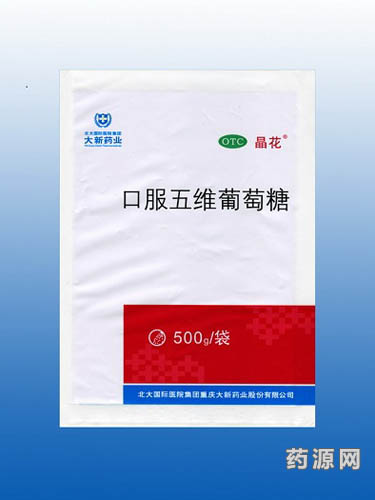 北大国际医院集团
大新药业
OTC 晶花®
口服五维葡萄糖
500g/袋
北大国际医院集团重庆大新药业股份有限公司
药源网